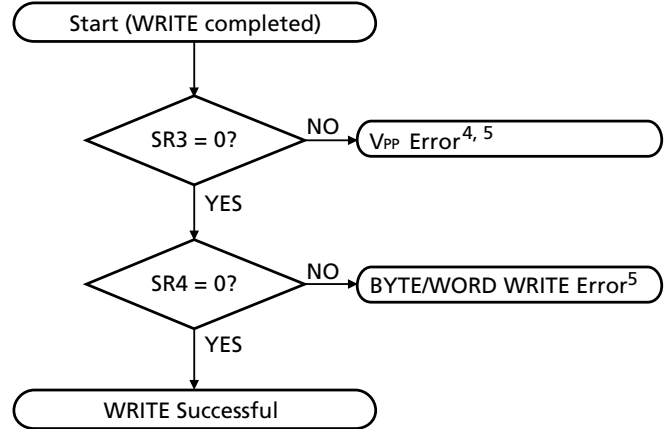 Start (WRITE completed)
SR3 = 0?
NO
VPP Error4, 5
YES
SR4 = 0?
NO
BYTE/WORD WRITE Error5
YES
WRITE Successful